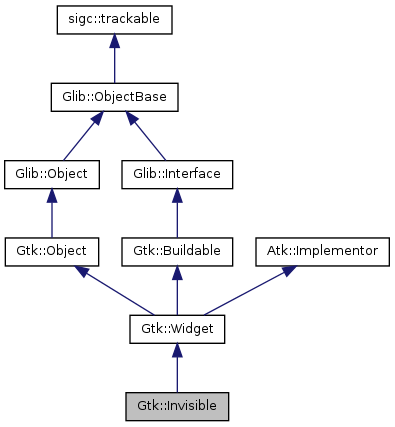 sigc::trackable
Glib::ObjectBase
Glib::Object
Glib::Interface
Gtk::Object
Gtk::Buildable
Atk::Implementor
Gtk::Widget
Gtk::Invisible